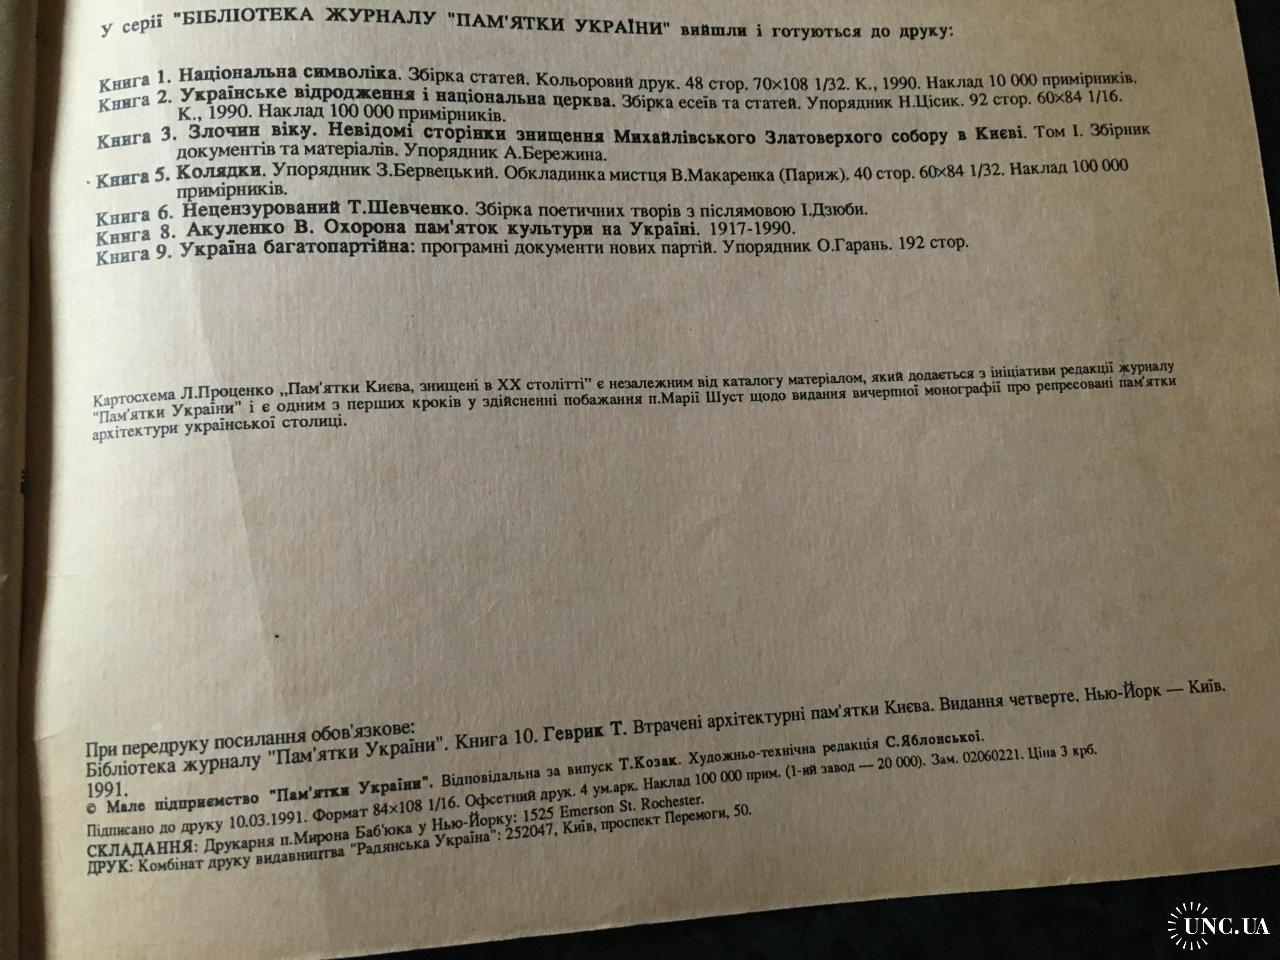 У серії "БІБЛІОТЕКА ЖУРНАЛУ "ПАМ'ЯТКИ УКРАЇНИ" вийшли і готуються до друку:
Книга 1. Національна символіка. Збірка статей. Кольоровий друк. 48 стор. 70×108 1/32. К., 1990. Наклад 10 000 примірників.
Книга 2. Українське відродження і національна церква. Збірка есеїв та статей. Упорядник Н.Цісик. 92 стор. 60×84 1/16.
К., 1990. Наклад 100 000 примірників.
Книга 3. Злочин віку. Невідомі сторінки знищення Михайлівського Златоверхого собору в Києві. Том І. Збірник
документів та матеріалів. Упорядник А.Бережина.
Книга 5. Колядки. Упорядник З.Бервецький. Обкладинка мистця В.Макаренка (Париж). 40 стор. 60×84 1/32. Наклад 100 000
примірників.
Книга 6. Нецензурований Т.Шевченко. Збірка поетичних творів з післямовою І.Дзюби.
Книга 8. Акуленко В. Охорона пам'яток культури на Україні. 1917-1990.
Книга 9. Україна багатопартійна: програмні документи нових партій. Упорядник О.Гарань. 192 стор.
Картосхема Л.Проценко „Пам'ятки Києва, знищені в XX столітті” є незалежним від каталогу матеріалом, який додається з ініціативи редакції журналу
"Пам'ятки України" і є одним з перших кроків у здійсненні побажання п.Марії Шуст щодо видання вичерпної монографії про репресовані пам'ятки
архітектури української столиці.
При передруку посилання обов'язкове:
Бібліотека журналу "Пам'ятки України". Книга 10. Геврик Т. Втрачені архітектурні пам'ятки Києва. Видання четверте. Нью-Йорк — Київ.
1991.
© Мале підприємство "Пам'ятки України". Відповідальна за випуск Т.Козак. Художньо-технічна редакція С.Яблонської.
Підписано до друку 10.03.1991. Формат 84×108 1/16. Офсетний друк. 4 ум.арк. Наклад 100 000 прим. (1-ий завод — 20 000). Зам. 02060221. Ціна 3 крб.
СКЛАДАННЯ: Друкарня п.Мирона Баб'юка у Нью-Йорку: 1525 Emerson St. Rochester.
ДРУК: Комбінат друку видавництва "Радянська Україна": 252047, Київ, проспект Перемоги, 50.
UNC.UA